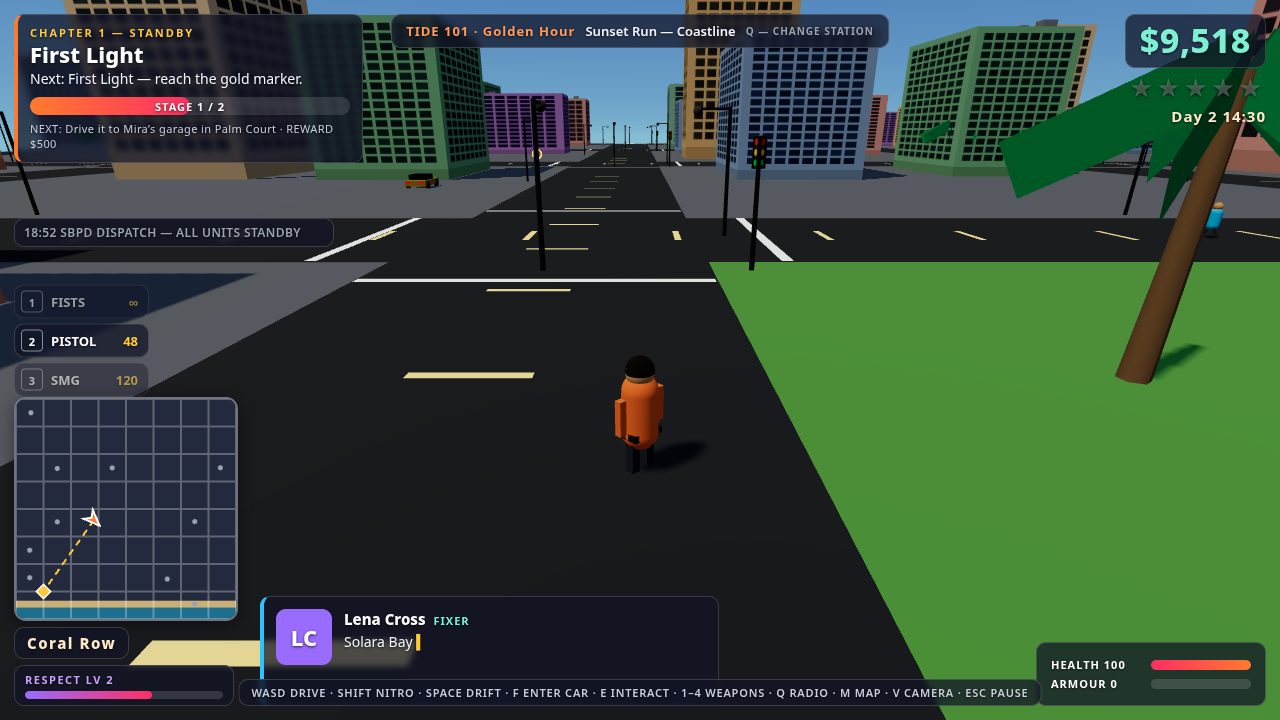 CHAPTER 1 — STANDBY
First Light
Next: First Light — reach the gold marker.
STAGE 1 / 2
NEXT: Drive it to Mira's garage in Palm Court · REWARD
$500
TIDE 101 · Golden Hour Sunset Run — Coastline Q — CHANGE STATION
$9,518
★★★★★
Day 2 14:30
18:52 SBPD DISPATCH — ALL UNITS STANDBY
1 FISTS ∞
2 PISTOL 48
3 SMG 120
Coral Row
RESPECT LV 2
LC
Lena Cross FIXER
Solara Bay
WASD DRIVE · SHIFT NITRO · SPACE DRIFT · F ENTER CAR · E INTERACT · 1–4 WEAPONS · Q RADIO · M MAP · V CAMERA · ESC PAUSE
HEALTH 100
ARMOUR 0